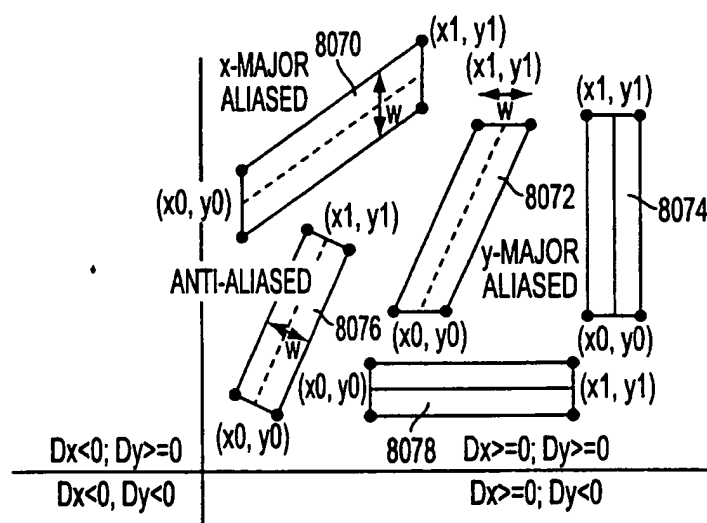 (x1, y1)
8070
x-MAJOR
ALIASED
W
(x1, y1)
W
(x1, y1)
(x0, y0)
8072
8074
(x1, y1)
ANTI-ALIASED
y-MAJOR
ALIASED
8076
W
(x0, y0)
(x0, y0)
(x0, y0)
(x0, y0)
(x1, y1)
(x0, y0)
8078
Dx<0; Dy>=0
Dx>=0; Dy>=0
Dx<0, Dy<0
Dx>=0; Dy<0